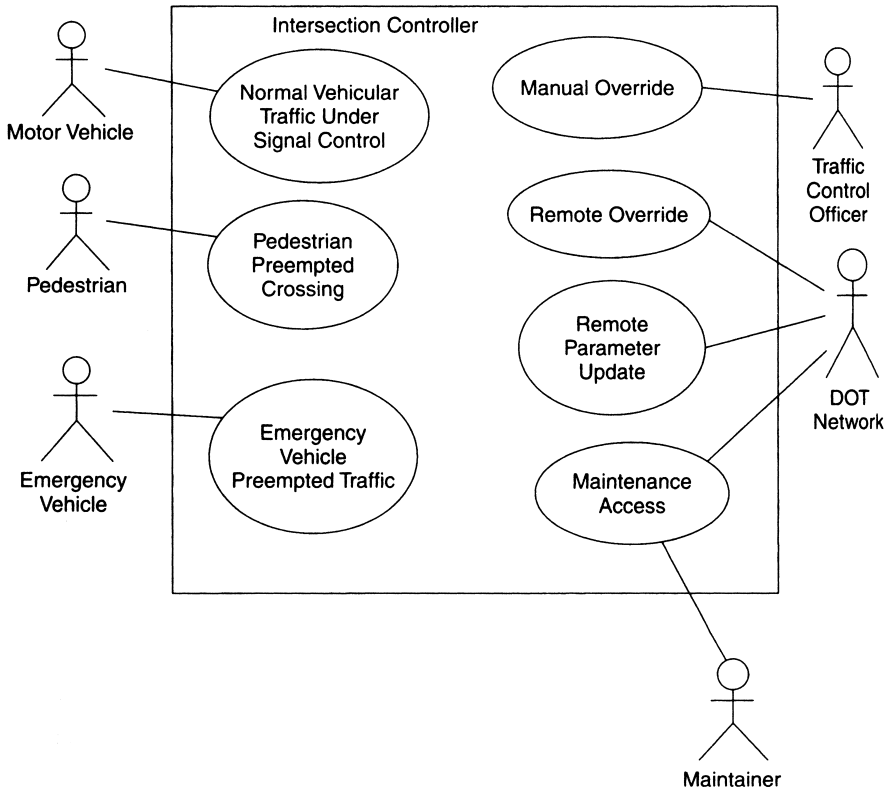 Intersection Controller
Motor Vehicle
Normal Vehicular
Traffic Under
Signal Control
Manual Override
Traffic
Control
Officer
Pedestrian
Pedestrian
Preempted
Crossing
Remote Override
Remote
Parameter
Update
DOT
Network
Emergency
Vehicle
Emergency
Vehicle
Preempted Traffic
Maintenance
Access
Maintainer